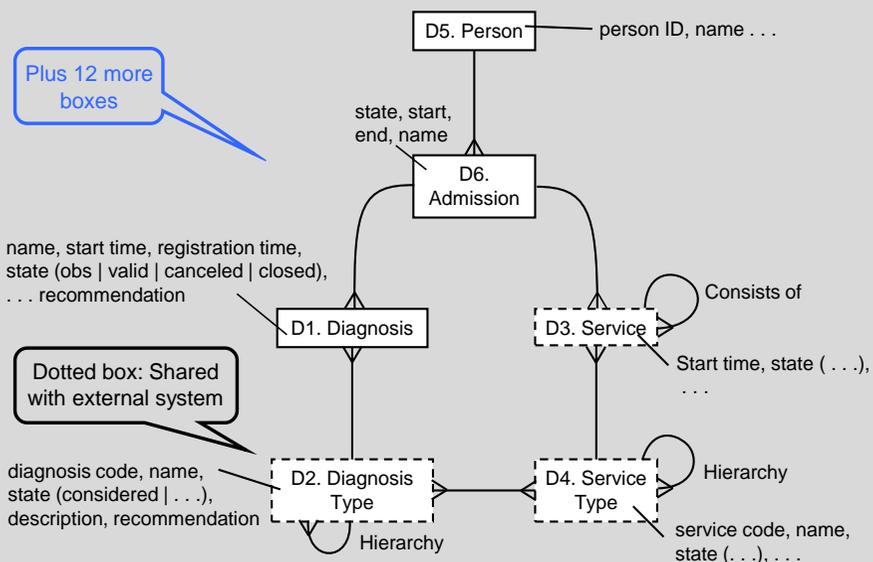 D5. Person
person ID, name . . .
Plus 12 more
boxes
state, start,
end, name
D6.
Admission
name, start time, registration time,
state (obs | valid | canceled | closed),
. . . recommendation
D1. Diagnosis
D3. Service
Consists of
Start time, state ( . . .),
. . .
Dotted box: Shared
with external system
diagnosis code, name,
state (considered | . . .),
description, recommendation
D2. Diagnosis
Type
Hierarchy
D4. Service
Type
Hierarchy
service code, name,
state (. . .), . . .